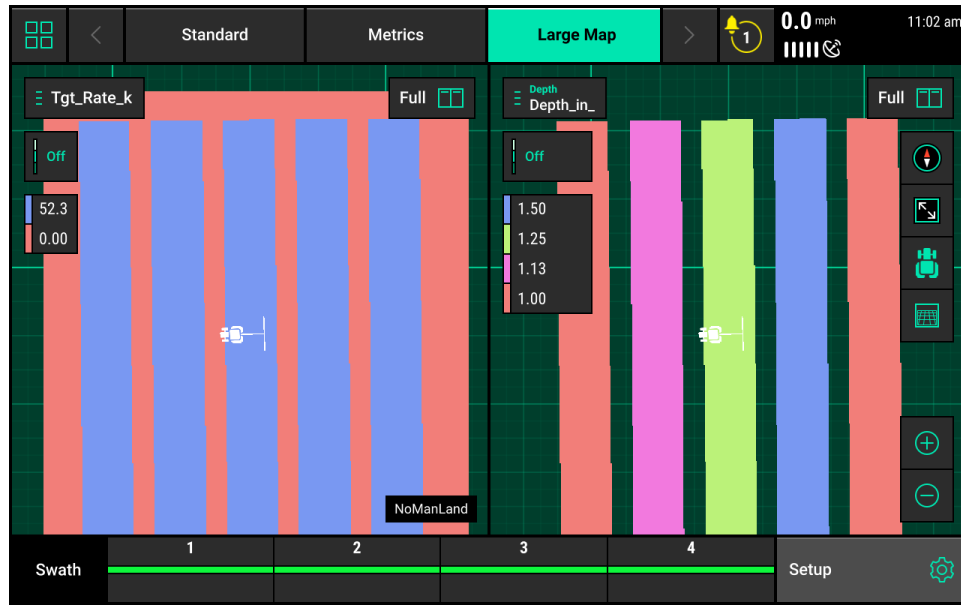 Standard
Metrics
Large Map
1
0.0 mph
11:02 am
Tgt_Rate_k
Full
Off
52.3
0.00
NoManLand
Depth
Depth_in_
Full
Off
1.50
1.25
1.13
1.00
Swath
1
2
3
4
Setup